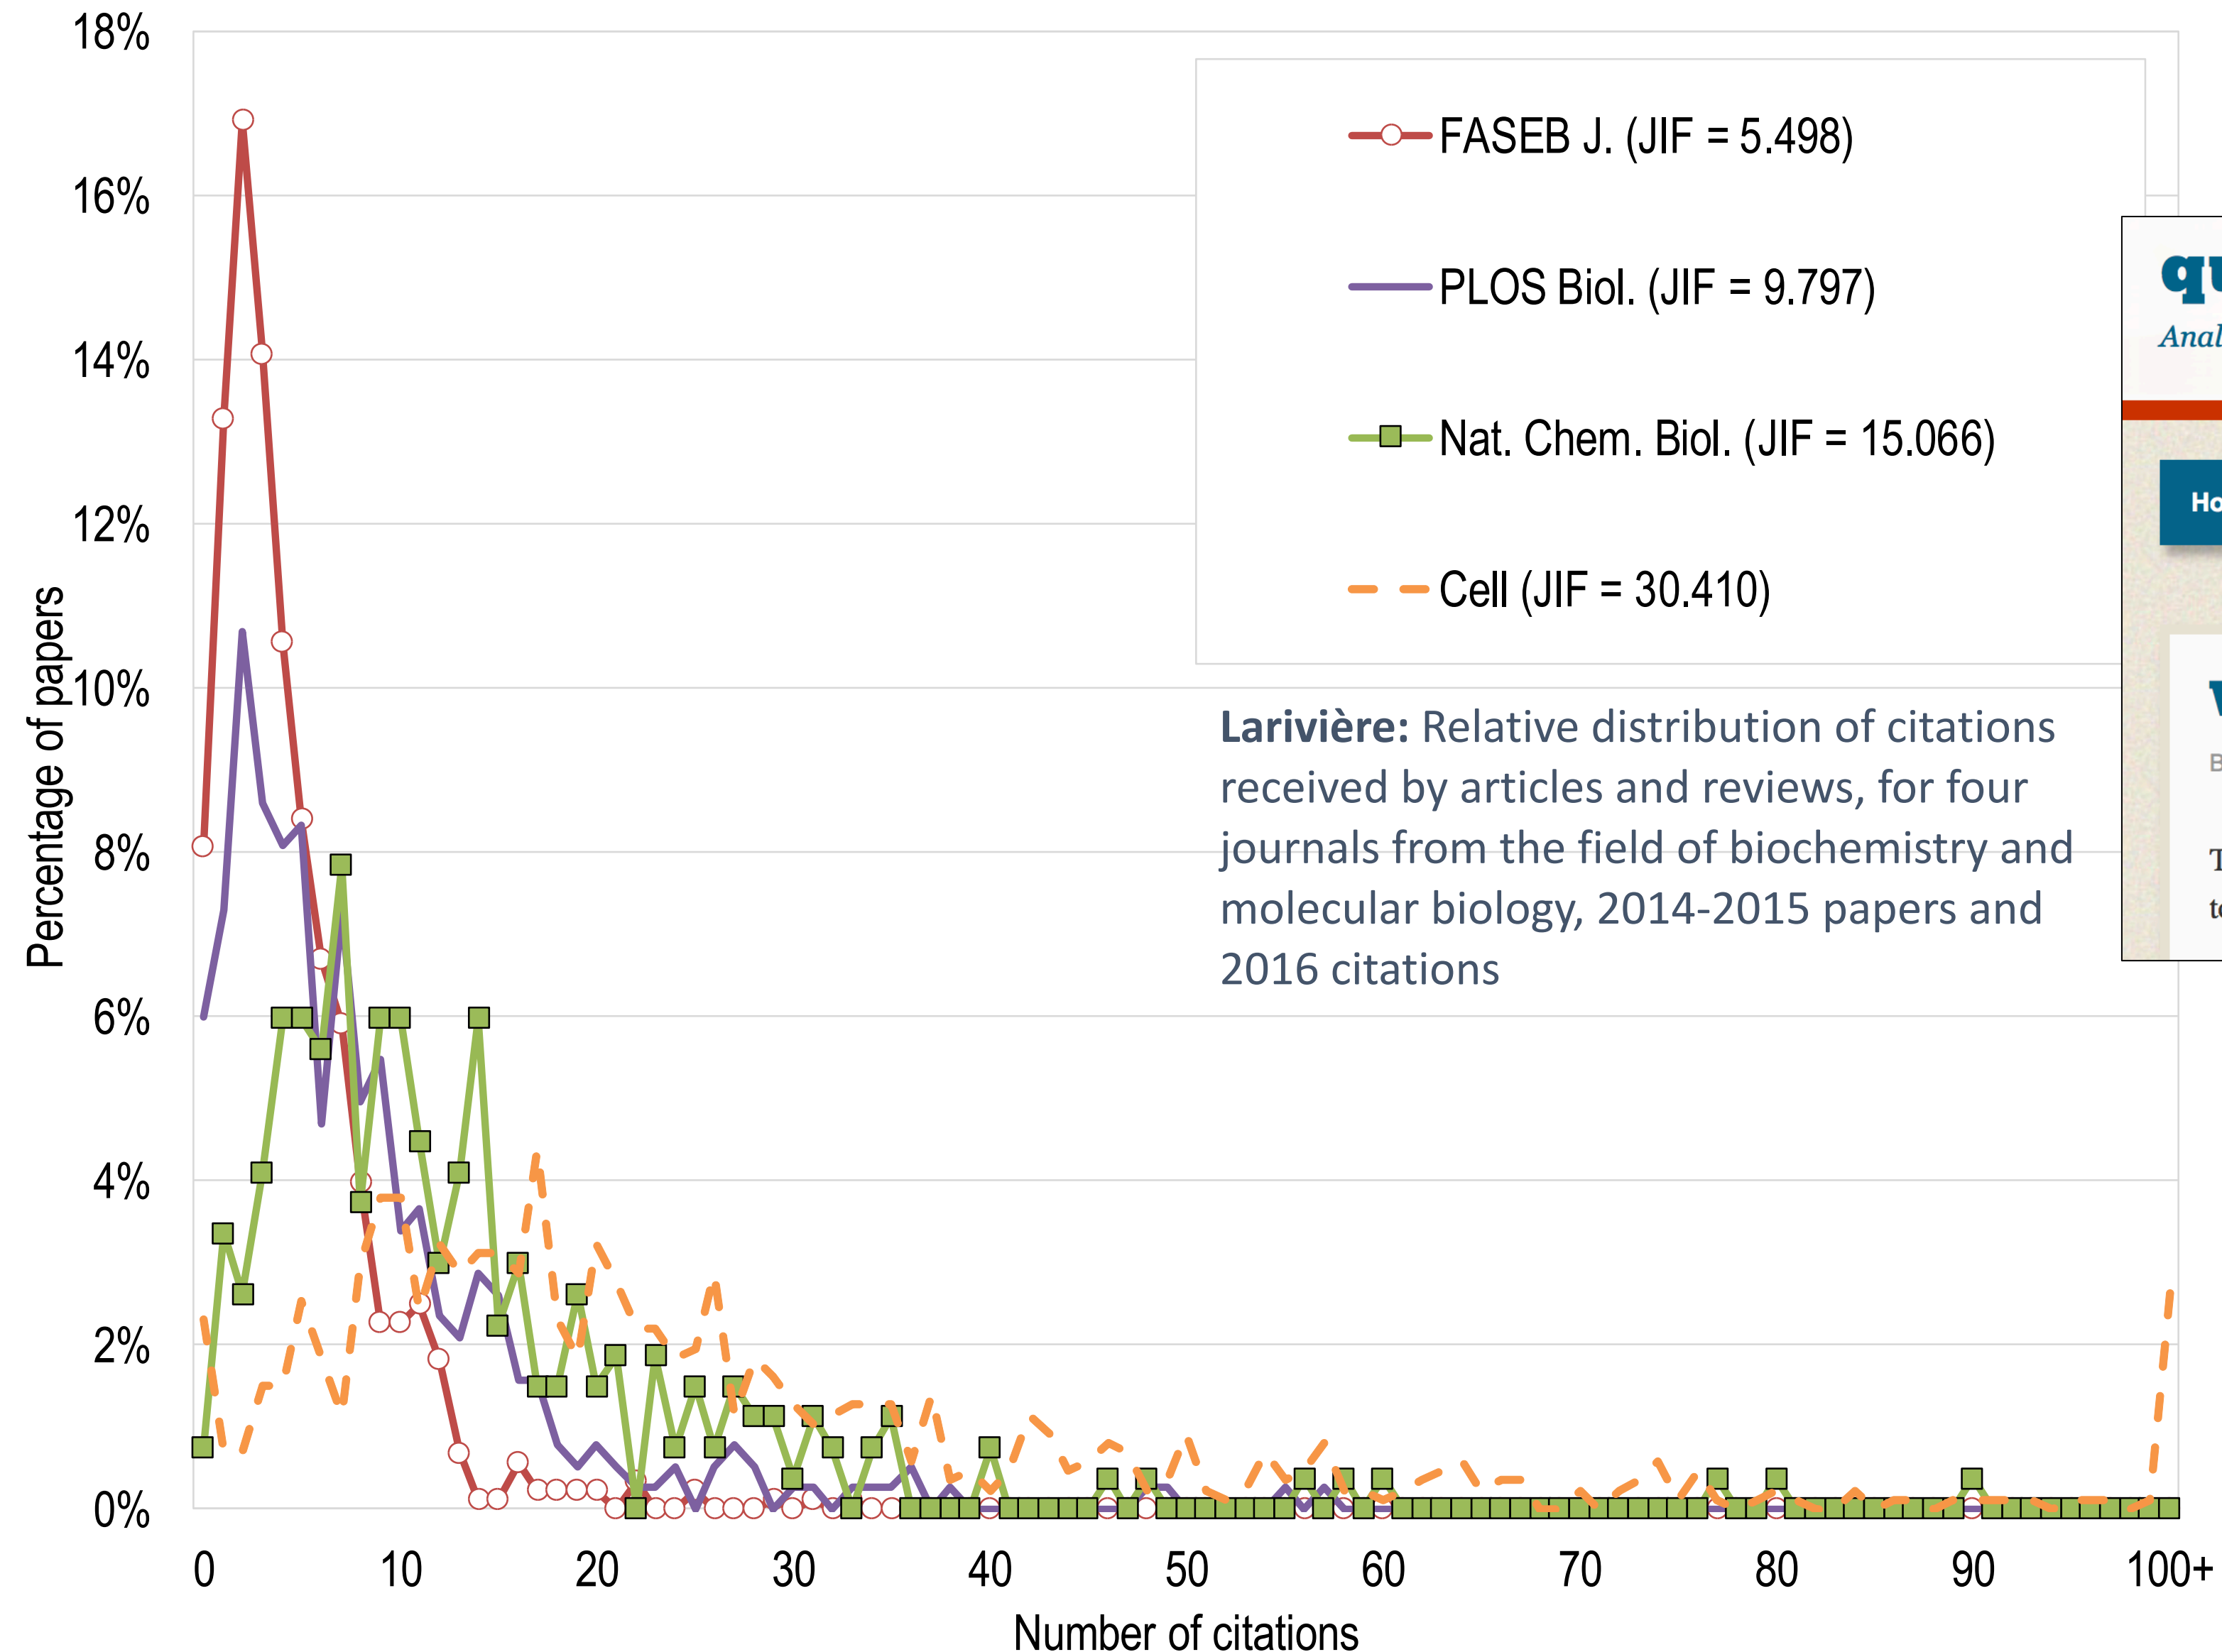 18%
16%
14%
12%
10%
8%
6%
4%
2%
0%
Percentage of papers
FASEB J. (JIF = 5.498)
PLOS Biol. (JIF = 9.797)
Nat. Chem. Biol. (JIF = 15.066)
Cell (JIF = 30.410)
Larivière: Relative distribution of citations
received by articles and reviews, for four
journals from the field of biochemistry and
molecular biology, 2014-2015 papers and
2016 citations
0 10 20 30 40 50 60 70 80 90 100+
Number of citations